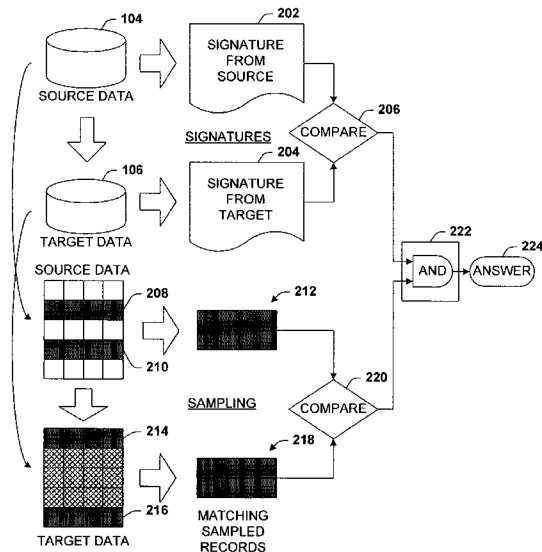 104
SOURCE DATA
202
SIGNATURE
FROM
SOURCE
206
COMPARE
SIGNATURES
106
TARGET DATA
204
SIGNATURE
FROM
TARGET
222
AND
224
ANSWER
SOURCE DATA
208
210
212
220
COMPARE
SAMPLING
214
216
TARGET DATA
218
MATCHING
SAMPLED
RECORDS